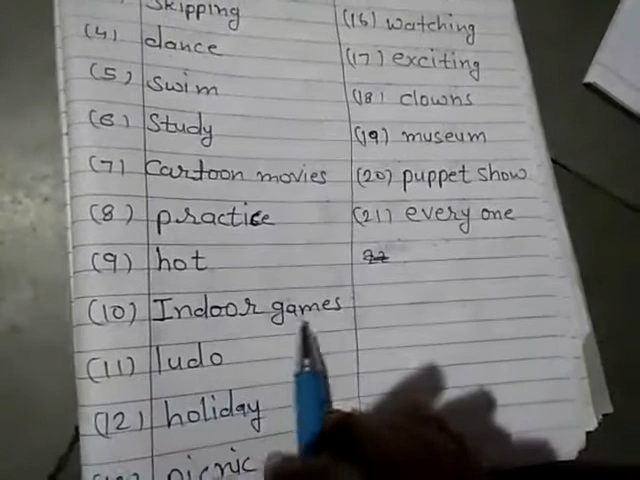 Skipping
(4) dance
(5) Swim
(6) Study
(7) Cartoon movies
(8) practice
(9) hot
(10) Indoor games
(11) ludo
(12) holiday
picnic
(16) watching
(17) exciting
(18) clowns
(19) museum
(20) puppet show
(21) every one